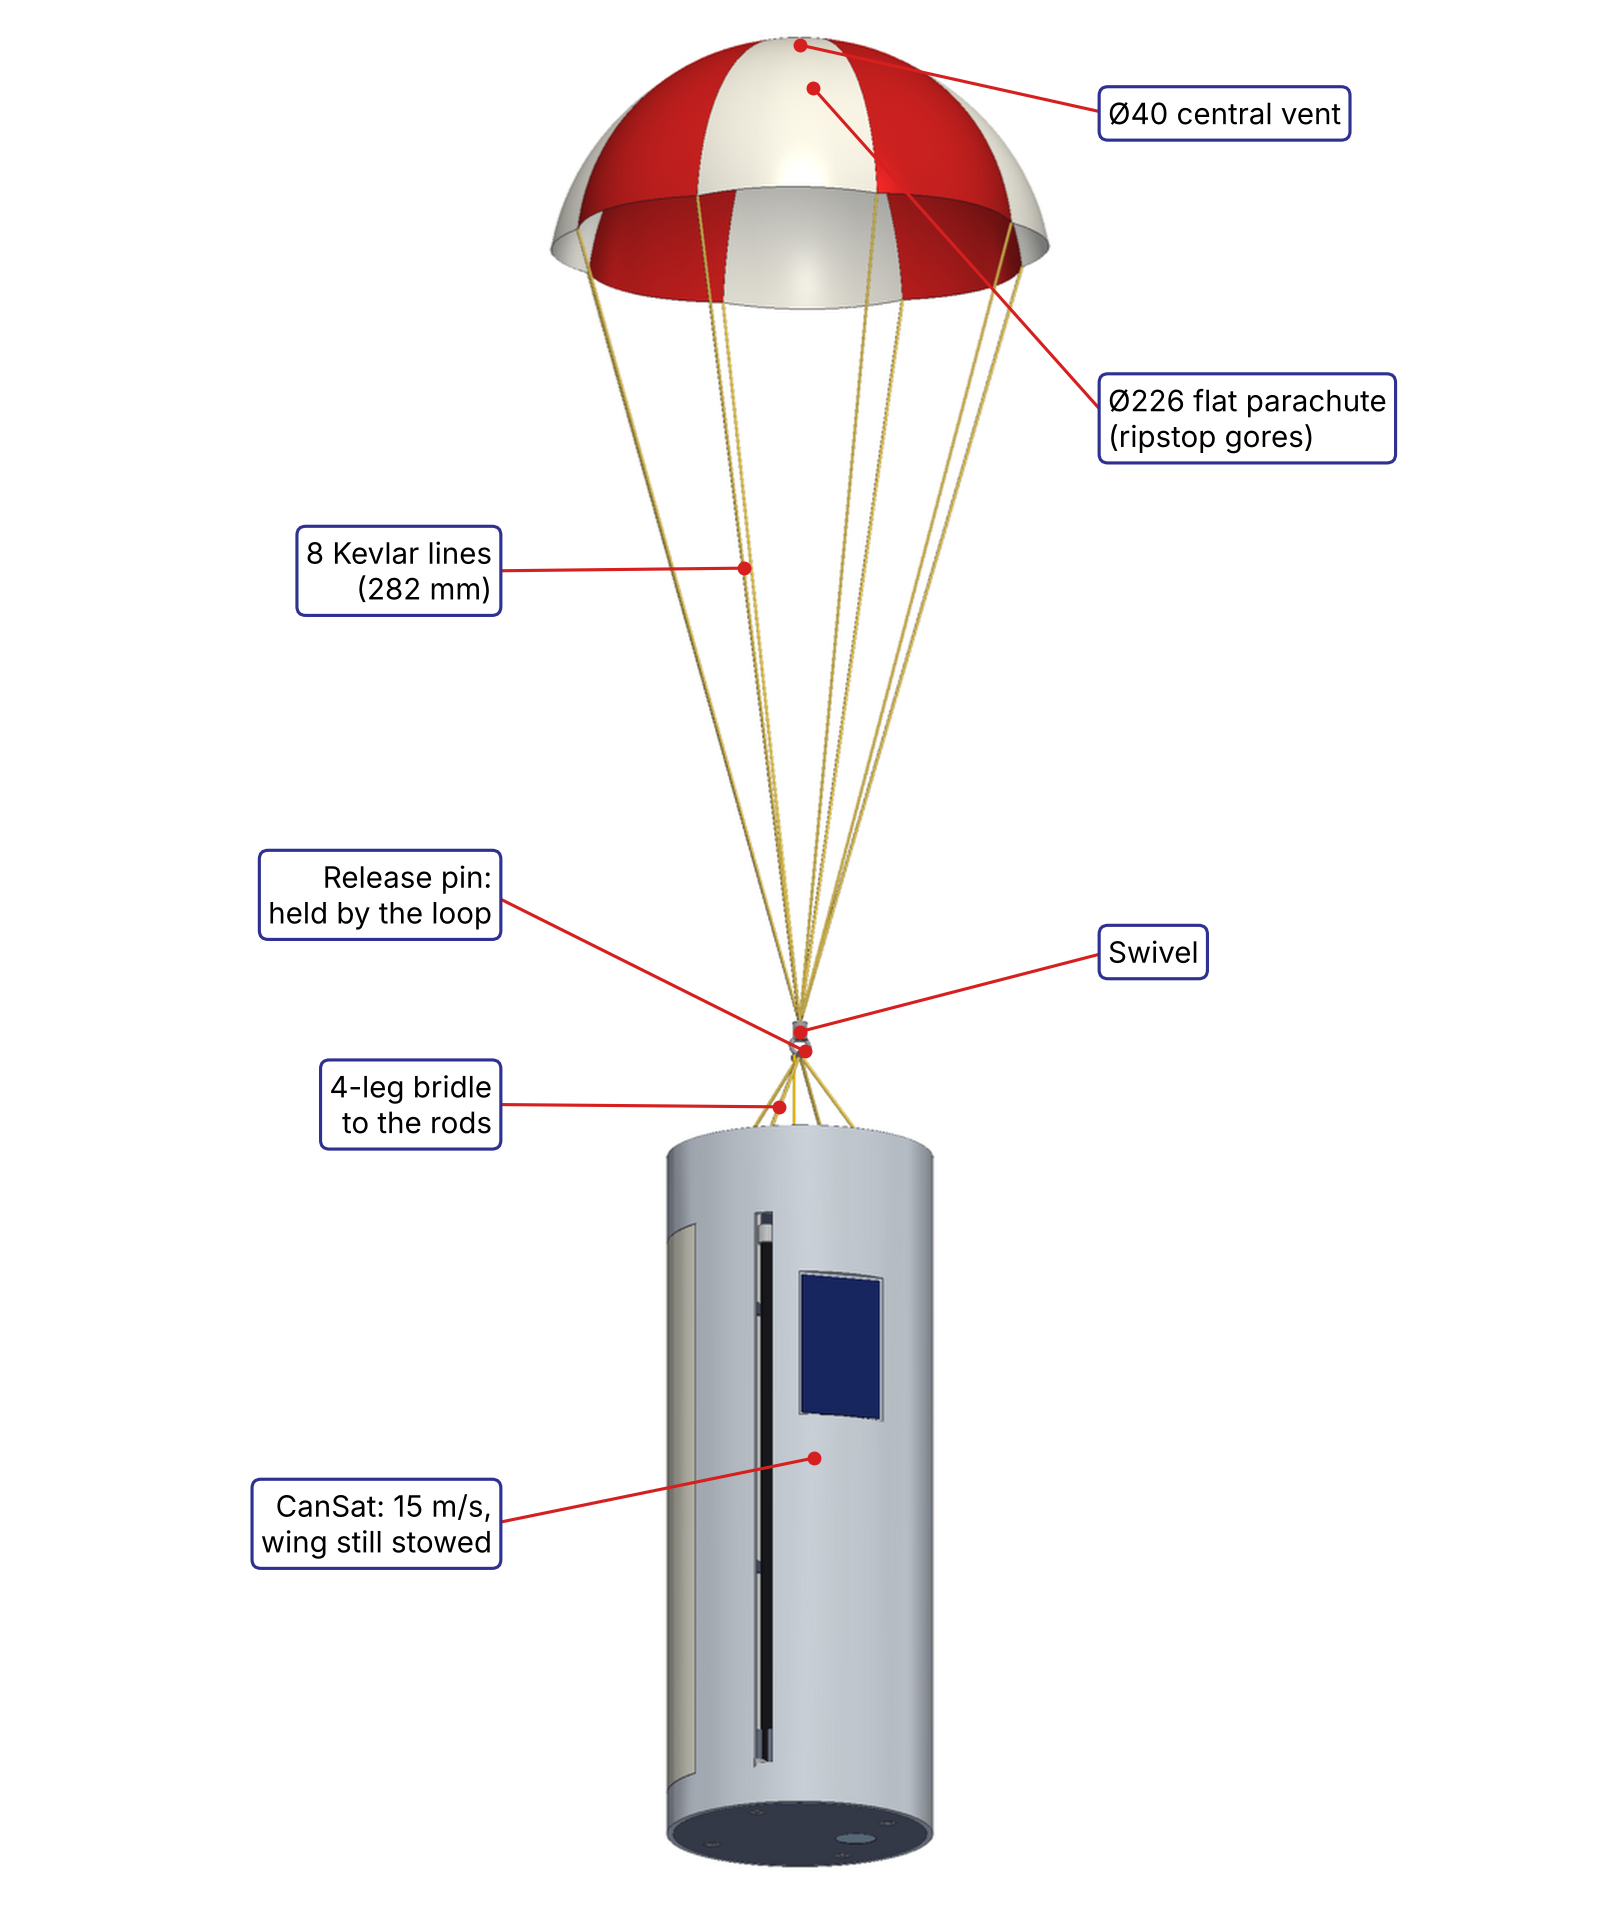 Ø40 central vent
Ø226 flat parachute
(ripstop gores)
8 Kevlar lines
(282 mm)
Release pin:
held by the loop
Swivel
4-leg bridle
to the rods
CanSat: 15 m/s,
wing still stowed